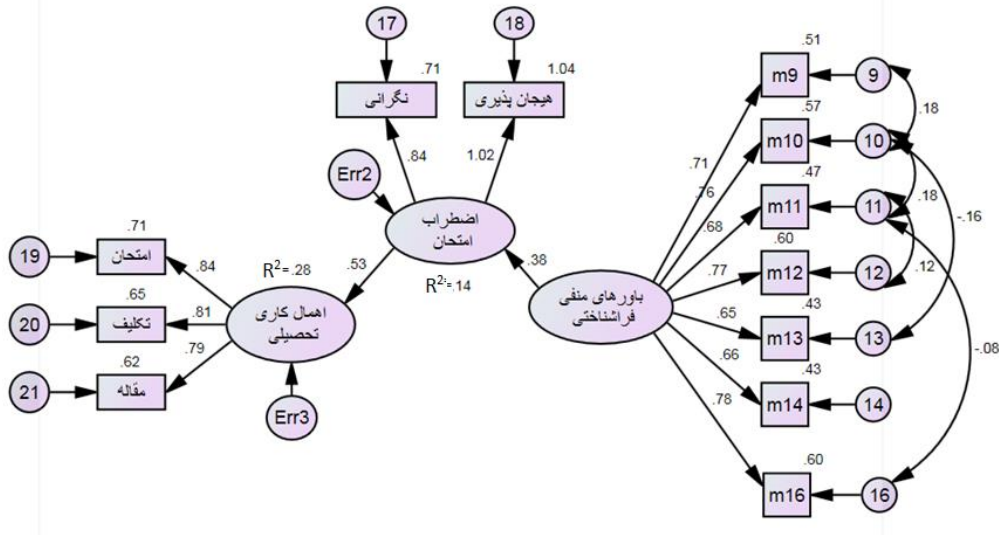 17
18
.51
m9
9
.71
نگرانی
1.04
هیجان پذیری
.18
.57
m10
10
.84
1.02
.71
.76
.47
.18
Err2
m11
11
-.16
اضطراب
امتحان
.68
.60
.12
.71
19
امتحان
.84
R²=.28
.53
R²=.14
.38
.77
m12
12
باورهای منفی
فراشناختی
.65
.43
-.08
.65
20
تکلیف
.81
اهمال کاری
تحصیلی
m13
13
.66
.43
.62
.79
21
مقاله
.78
m14
14
Err3
.60
m16
16